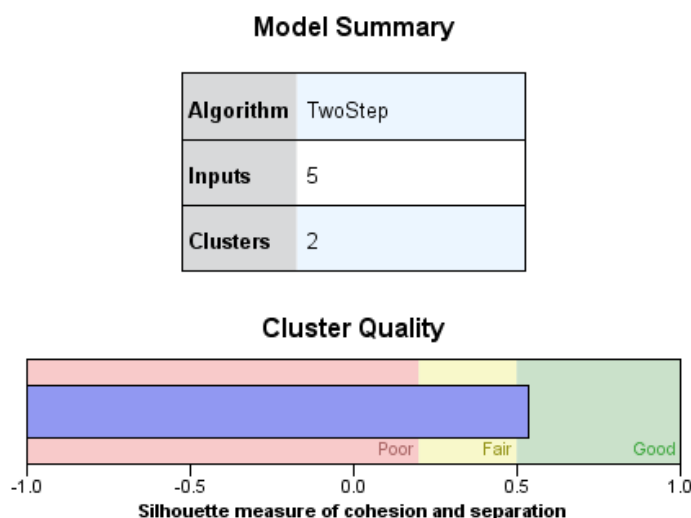 Model Summary
Algorithm TwoStep
Inputs 5
Clusters 2
Cluster Quality
Poor Fair Good
-1.0 -0.5 0.0 0.5 1.0
Silhouette measure of cohesion and separation